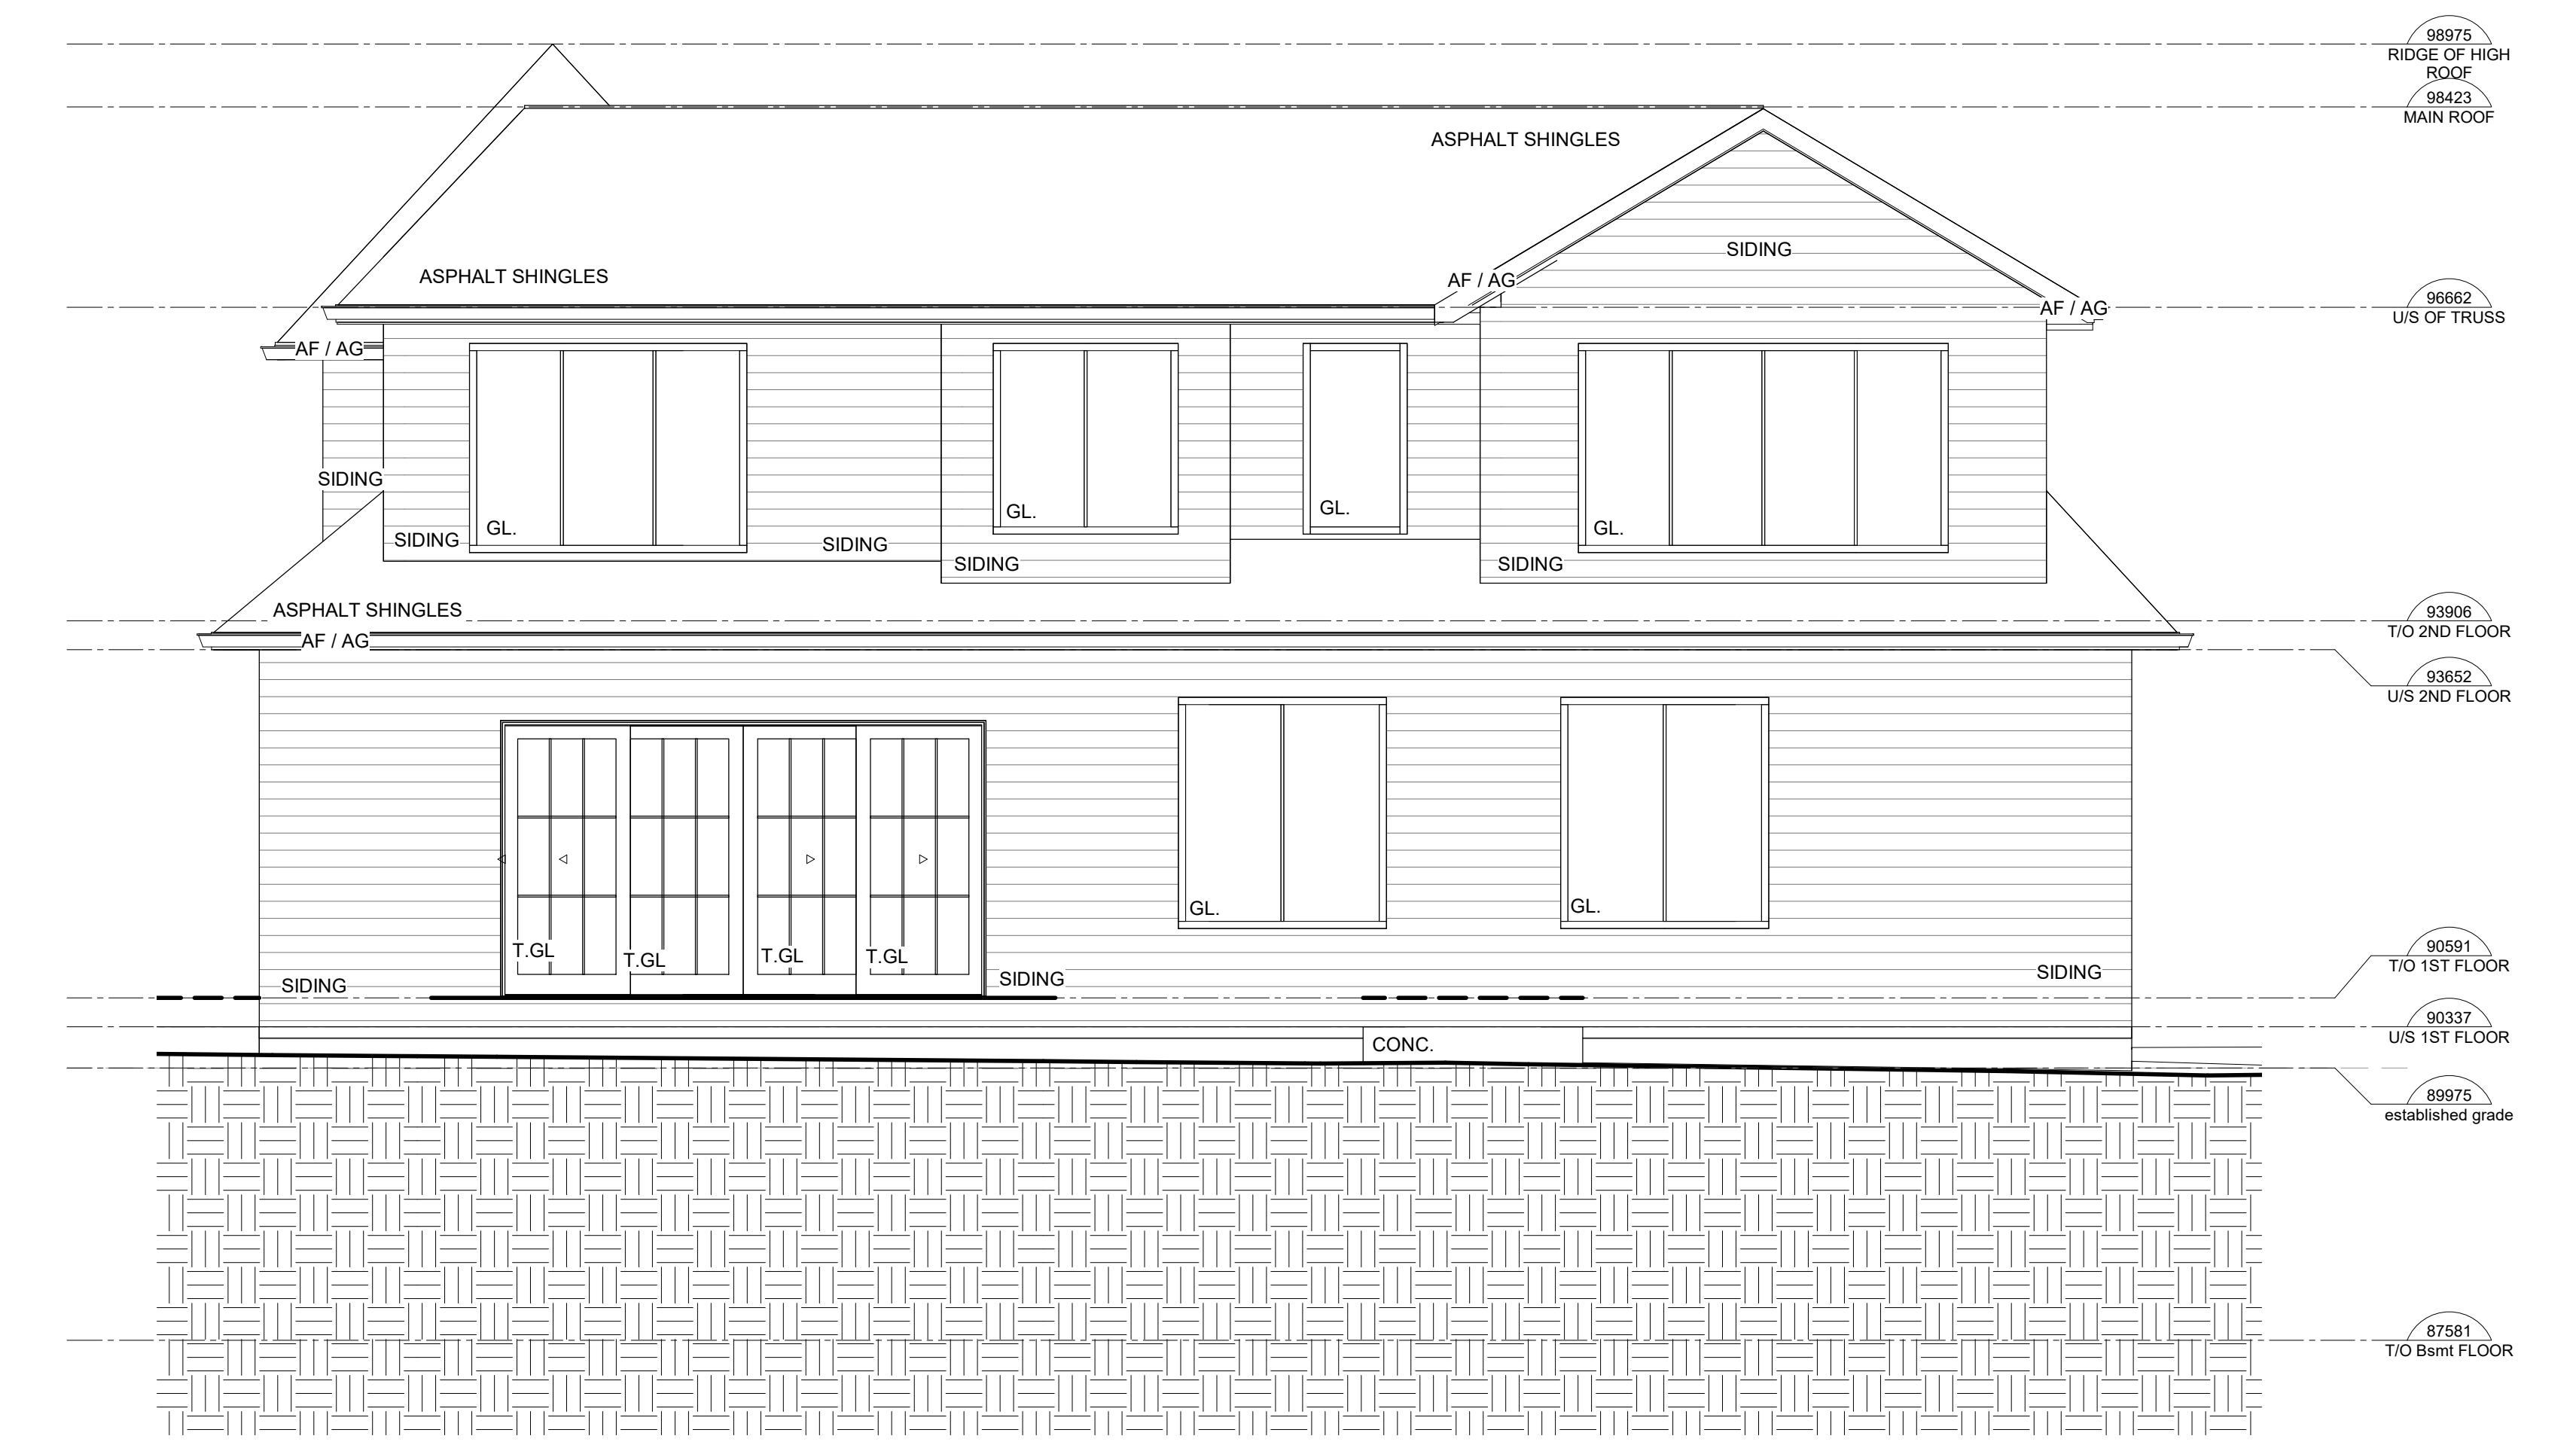 98975
RIDGE OF HIGH
ROOF
98423
MAIN ROOF
ASPHALT SHINGLES
SIDING
ASPHALT SHINGLES
AF / AG
96662
AF / AG
U/S OF TRUSS
AF / AG
SIDING
GL.
GL.
GL.
GL.
SIDING
SIDING
SIDING
SIDING
ASPHALT SHINGLES
93906
T/O 2ND FLOOR
AF / AG
93652
U/S 2ND FLOOR
GL.
GL.
T.GL
T.GL
T.GL
T.GL
90591
T/O 1ST FLOOR
SIDING
SIDING
SIDING
90337
U/S 1ST FLOOR
CONC.
89975
established grade
87581
T/O Bsmt FLOOR